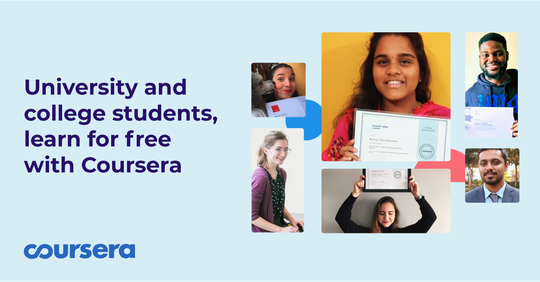 University and
college students,
learn for free
with Coursera
coursera